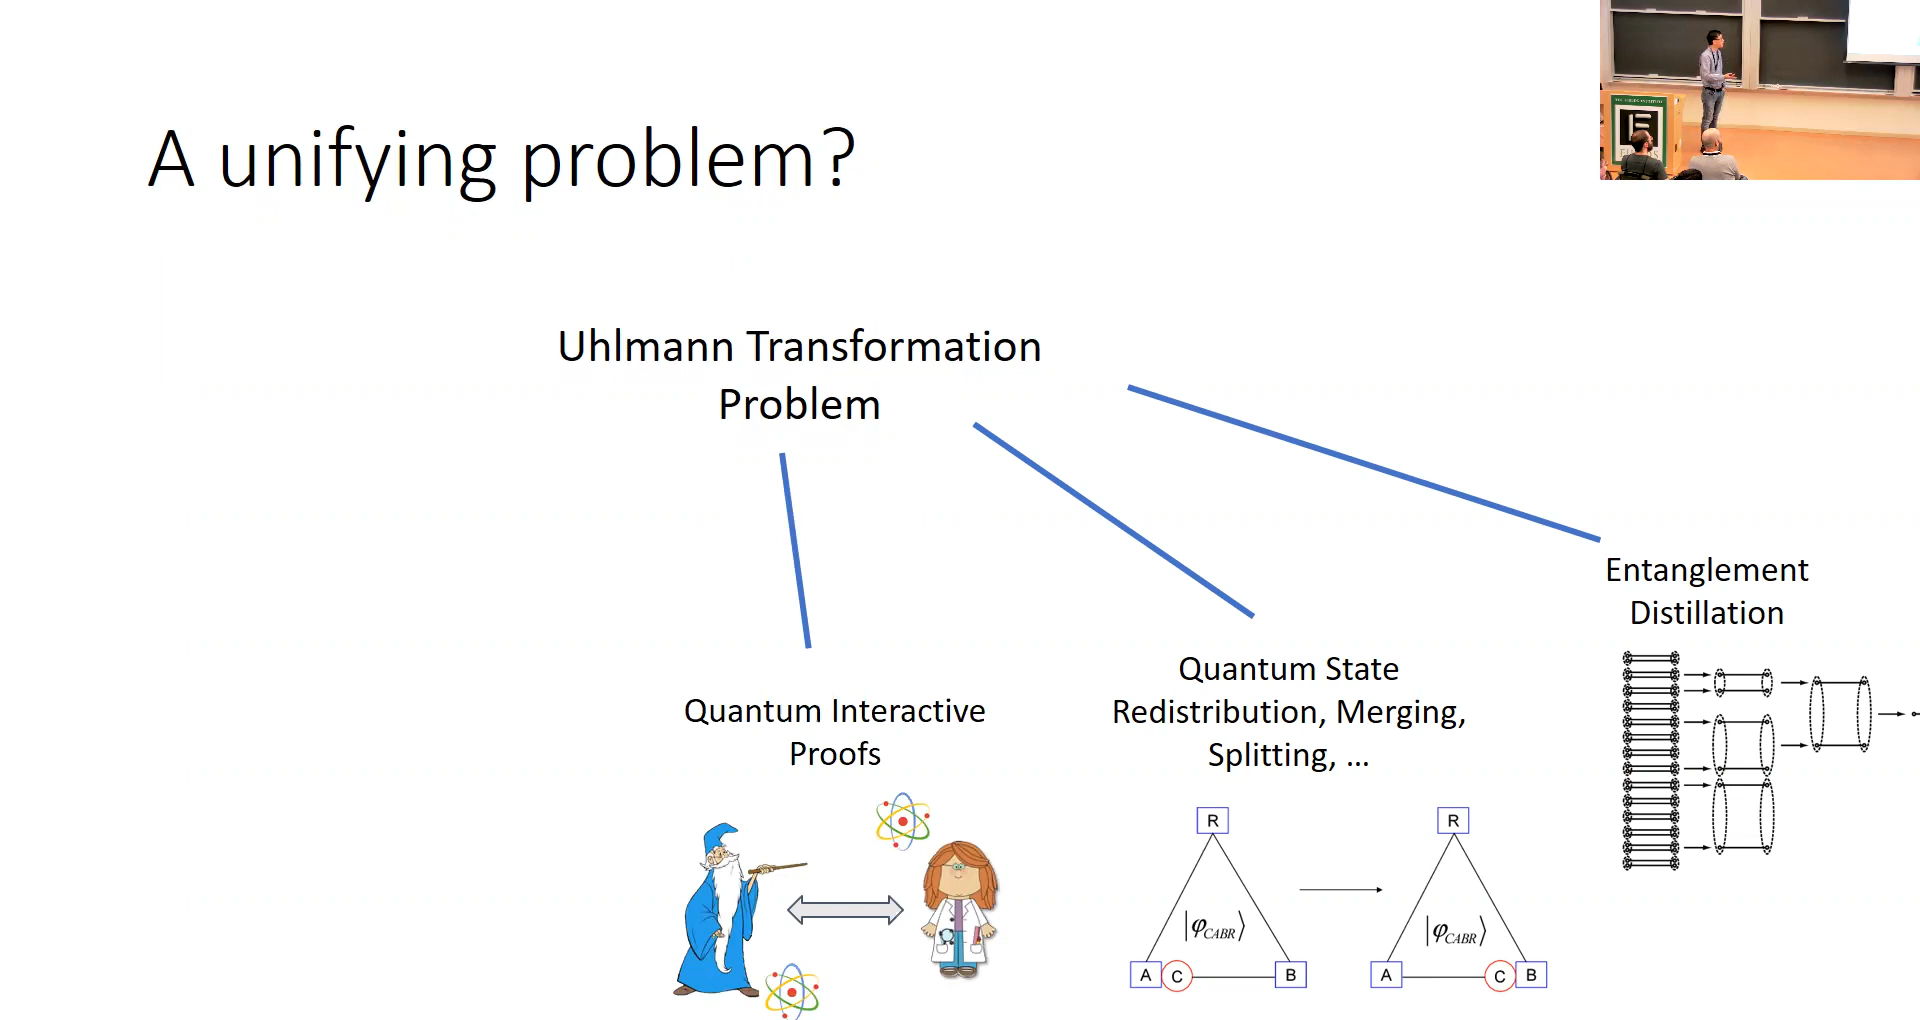 A unifying problem?
Uhlmann Transformation
Problem
Entanglement
Distillation
Quantum Interactive
Proofs
Quantum State
Redistribution, Merging,
Splitting, ...
R
|φCABR⟩
A
C
B
R
|φCABR⟩
A
C
B